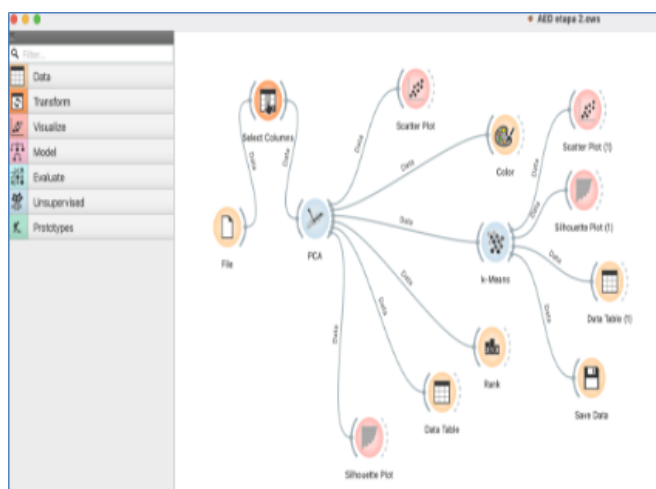 AED etapa 2.ows
Filter...
Data
Transform
Visualize
Model
Evaluate
Unsupervised
Prototypes
File
Data
Select Columns
Data
PCA
Data
Scatter Plot
Data
Color
Data
k-Means
Data
Rank
Data
Data Table
Data
Silhouette Plot
Data
Scatter Plot (1)
Data
Silhouette Plot (1)
Data
Data Table (1)
Data
Save Data